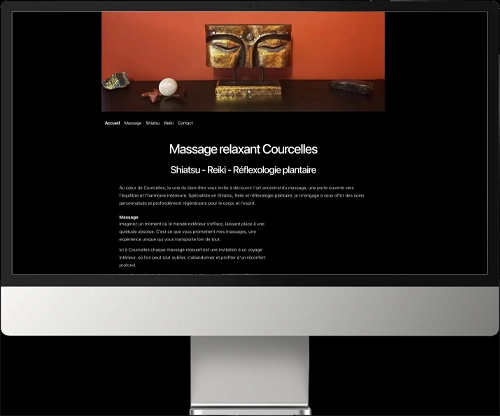 Accueil Massage Shiatsu Reiki Contact
Massage relaxant Courcelles
Shiatsu - Reiki - Réflexologie plantaire
Au cœur de Courcelles, la voie du bien-être vous invite à découvrir l'art ancestral du massage, une porte ouverte vers
l'équilibre et l'harmonie intérieure. Spécialiste en Shiatsu, Reiki et réflexologie plantaire, je m'engage à vous offrir des soins
personnalisés et profondément régénérants pour le corps et l'esprit.
Massage
Imaginez un moment où le monde extérieur s'efface, laissant place à une
quiétude absolue. C'est ce que vous promettent mes massages, une
expérience unique qui vous transporte loin de tout.
Ici à Courcelles chaque massage relaxant est une invitation à un voyage
intérieur, où l'on peut tout oublier, s'abandonner et profiter d'un réconfort
profond.